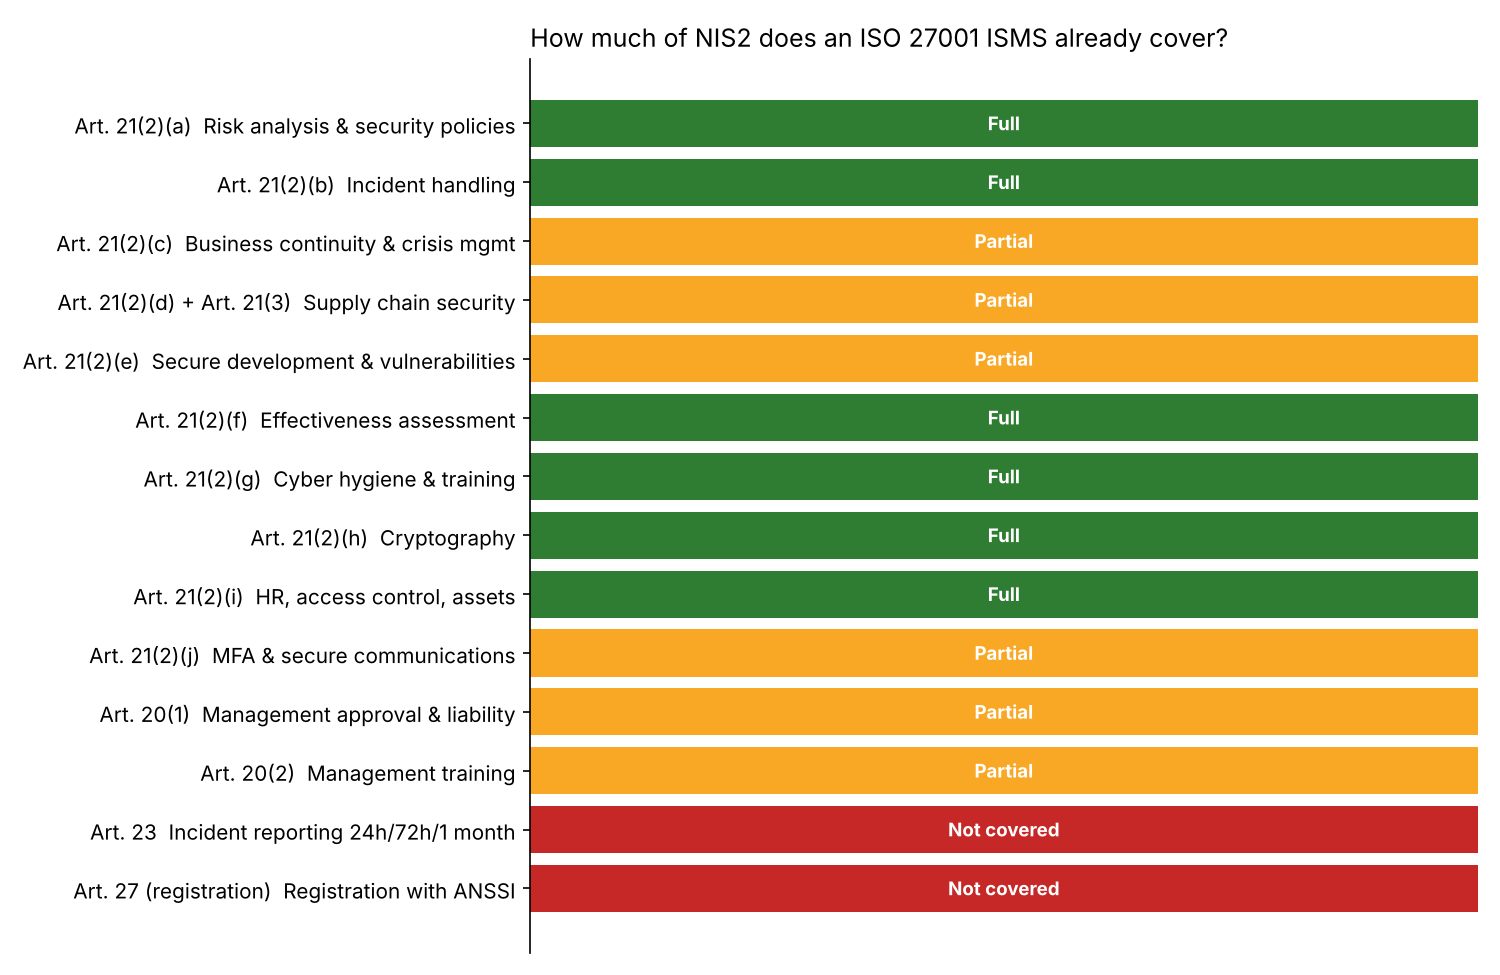 How much of NIS2 does an ISO 27001 ISMS already cover?
Art. 21(2)(a)  Risk analysis & security policies Full
Art. 21(2)(b)  Incident handling Full
Art. 21(2)(c)  Business continuity & crisis mgmt Partial
Art. 21(2)(d) + Art. 21(3)  Supply chain security Partial
Art. 21(2)(e)  Secure development & vulnerabilities Partial
Art. 21(2)(f)  Effectiveness assessment Full
Art. 21(2)(g)  Cyber hygiene & training Full
Art. 21(2)(h)  Cryptography Full
Art. 21(2)(i)  HR, access control, assets Full
Art. 21(2)(j)  MFA & secure communications Partial
Art. 20(1)  Management approval & liability Partial
Art. 20(2)  Management training Partial
Art. 23  Incident reporting 24h/72h/1 month Not covered
Art. 27 (registration)  Registration with ANSSI Not covered